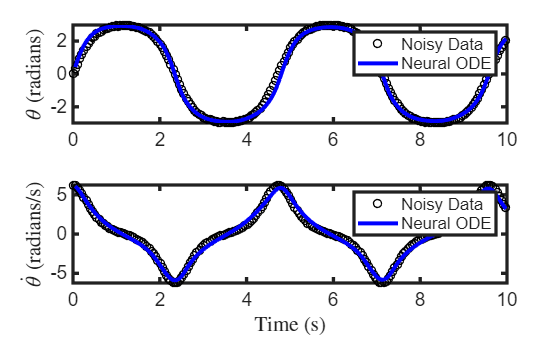 2
0
-2
θ (radians)
Noisy Data
Neural ODE
0 2 4 6 8 10
5
0
-5
θ̇ (radians/s)
Noisy Data
Neural ODE
0 2 4 6 8 10
Time (s)